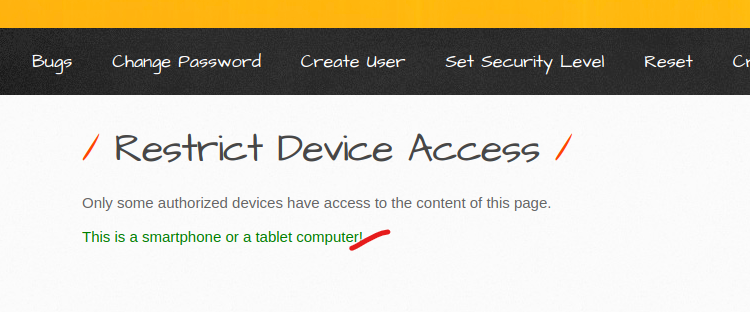 Bugs Change Password Create User Set Security Level Reset Cr
/ Restrict Device Access /
Only some authorized devices have access to the content of this page.
This is a smartphone or a tablet computer!